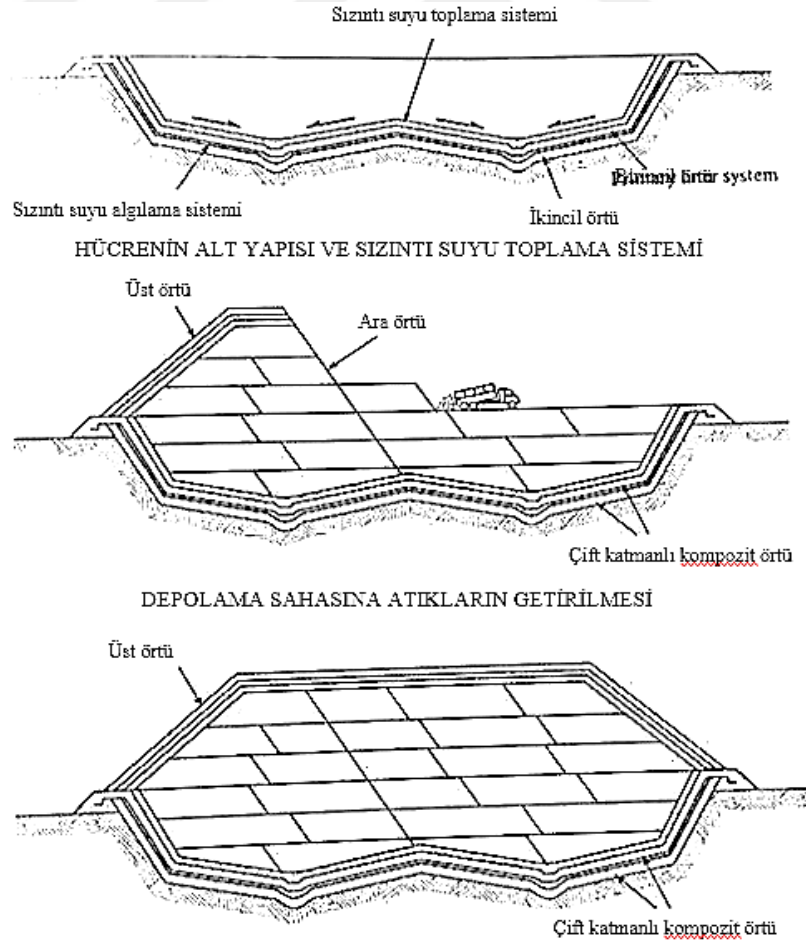 Sızıntı suyu toplama sistemi
system
Sızıntı suyu algılama sistemi
İkincil örtü
HÜCRENİN ALT YAPISI VE SIZINTI SUYU TOPLAMA SİSTEMİ
Üst örtü
Ara örtü
Çift katmanlı kompozit örtü
DEPOLAMA SAHASINA ATIKLARIN GETİRİLMESİ
Üst örtü
Çift katmanlı kompozit örtü